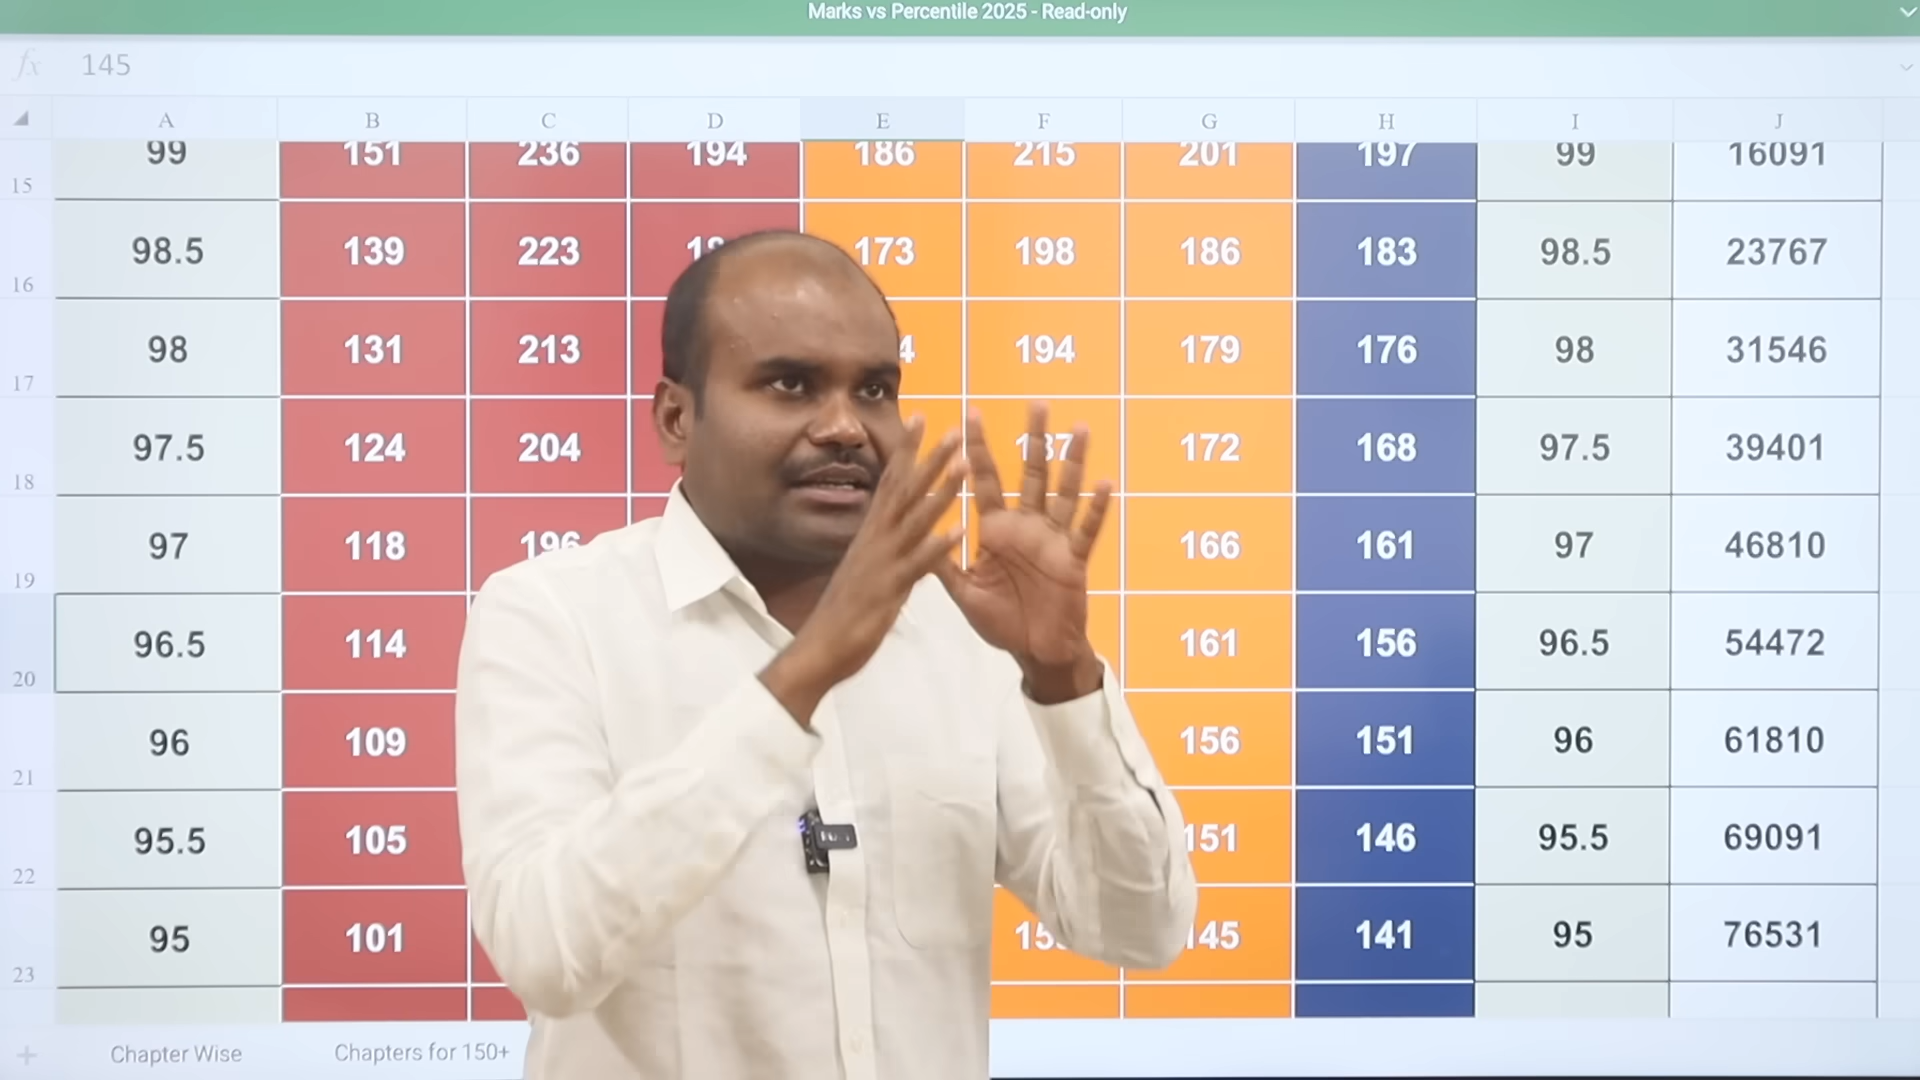 Marks vs Percentile 2025 - Read-only
fx 145
A B C D E F G H I J
99 151 236 194 186 215 201 197 99 16091
15
98.5 139 223 173 198 186 183 98.5 23767
16
98 131 213 194 179 176 98 31546
17
97.5 124 204 172 168 97.5 39401
18
97 118 196 166 161 97 46810
19
96.5 114 161 156 96.5 54472
20
96 109 156 151 96 61810
21
95.5 105 151 146 95.5 69091
22
95 101 145 141 95 76531
23
+ Chapter Wise Chapters for 150+